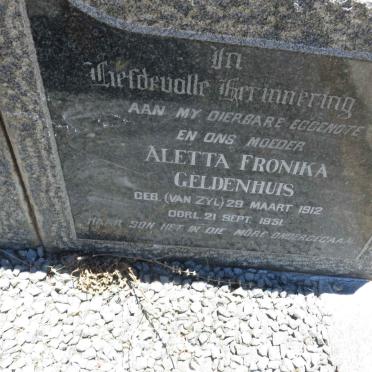 In
Liefdevolle Herinnering
AAN MY DIERBARE EGGENOTE
EN ONS MOEDER
ALETTA FRONIKA
GELDENHUIS
GEB. (VAN ZYL) 29 MAART 1912
OORL. 21 SEPT. 1951
HAAR SON HET IN DIE MÔRE ONDERGEGAAN